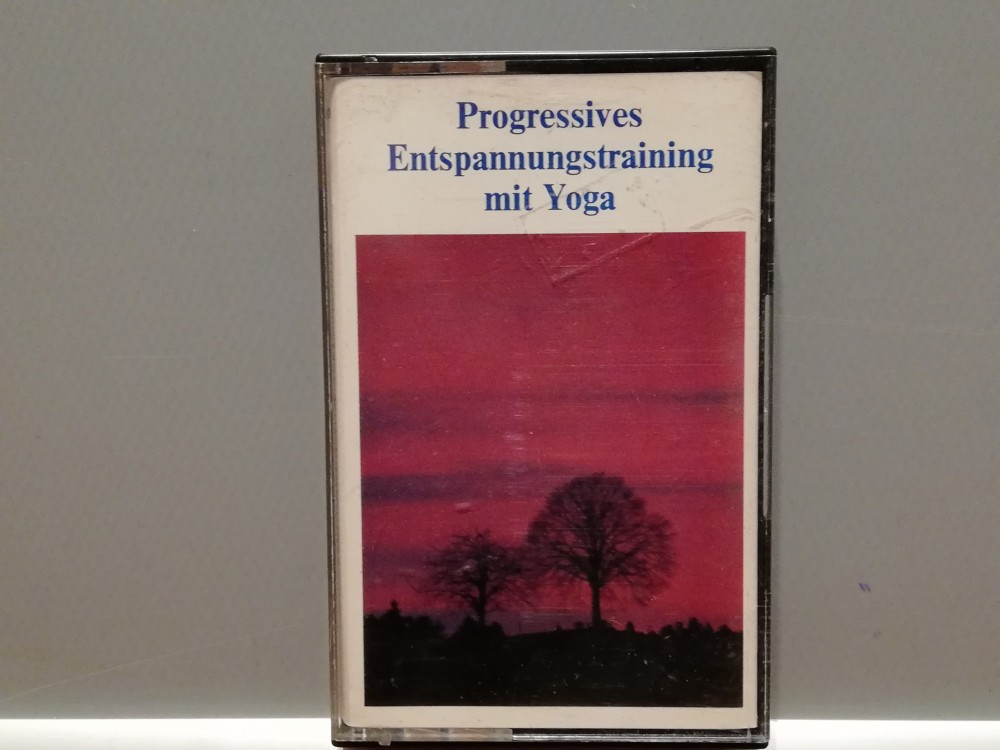 Progressives
Entspannungstraining
mit Yoga